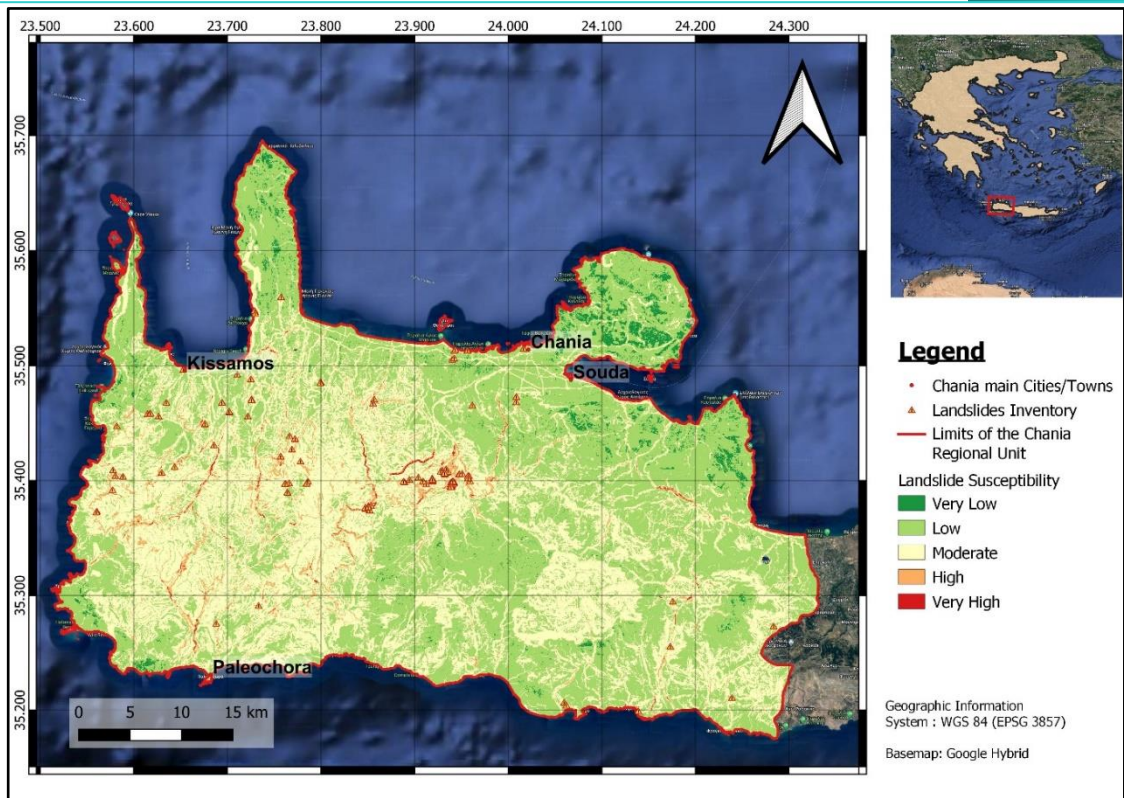 23.500 23.600 23.700 23.800 23.900 24.000 24.100 24.200 24.300
35.700
35.600
35.500
35.400
35.300
35.200
Chania
Kissamos
Souda
Paleochora
0 5 10 15 km
Legend
Chania main Cities/Towns
Landslides Inventory
Limits of the Chania
Regional Unit
Landslide Susceptibility
Very Low
Low
Moderate
High
Very High
Geographic Information
System : WGS 84 (EPSG 3857)
Basemap: Google Hybrid